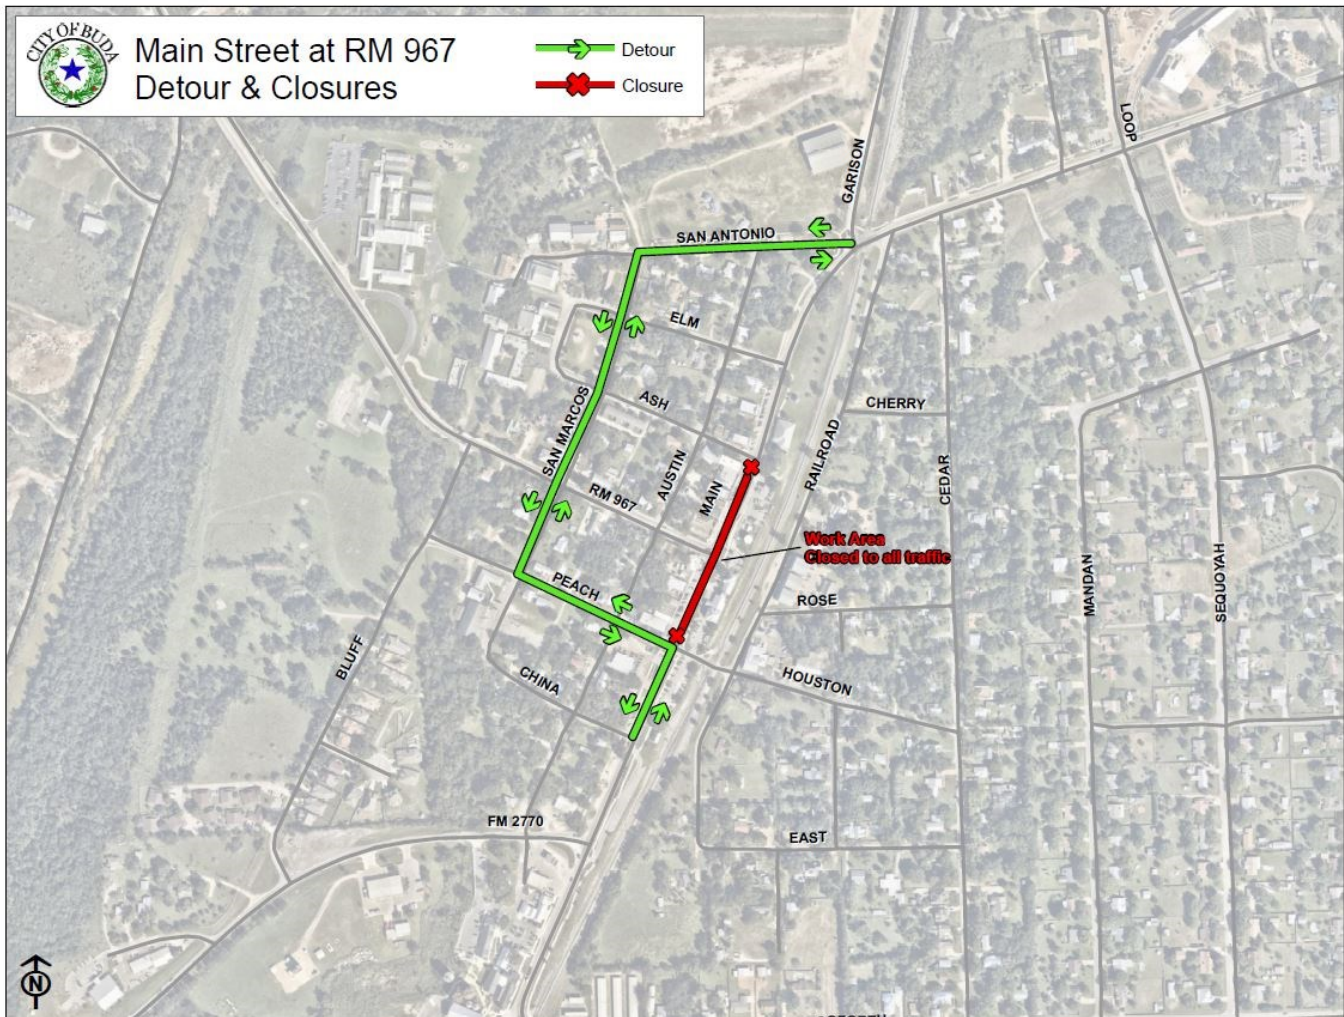 CITY OF BUDA
Main Street at RM 967
Detour & Closures
Detour
Closure
LOOP
GARISON
SAN ANTONIO
ELM
ASH
CHERRY
SAN MARCOS
RAILROAD
AUSTIN
MAIN
CEDAR
RM 967
Work Area
Closed to all traffic
PEACH
ROSE
MANDAN
SEQUOYAH
BLUFF
CHINA
HOUSTON
FM 2770
EAST
N